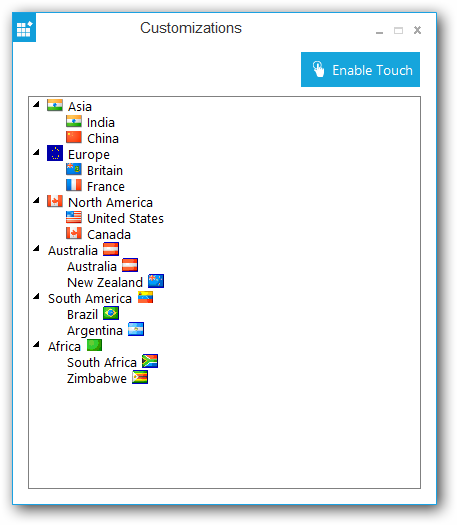 Customizations
Enable Touch
Asia
India
China
Europe
Britain
France
North America
United States
Canada
Australia
Australia
New Zealand
South America
Brazil
Argentina
Africa
South Africa
Zimbabwe